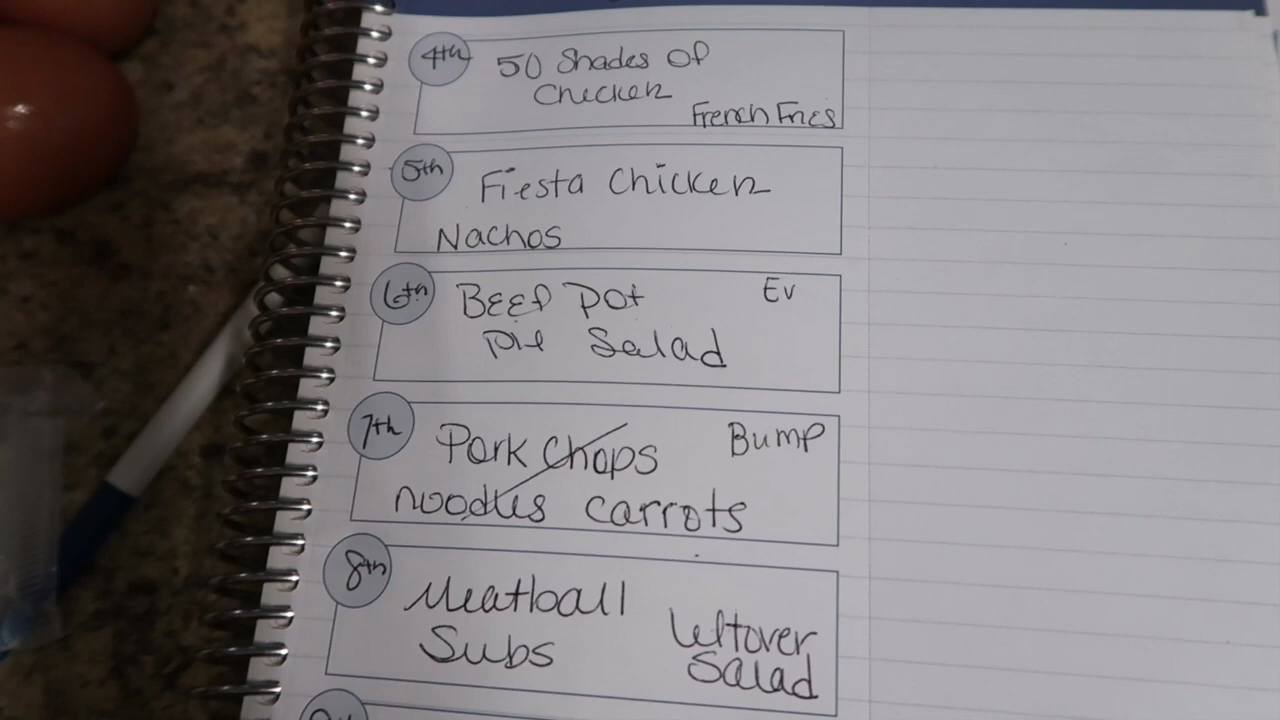 4th
50 Shades Of
Chicken
French Fries
5th
Fiesta Chicken
Nachos
6th
Beef Pot
Ev
Pie Salad
7th
Pork Chops
Bump
noodles carrots
8th
Meatball
Subs
Leftover
Salad